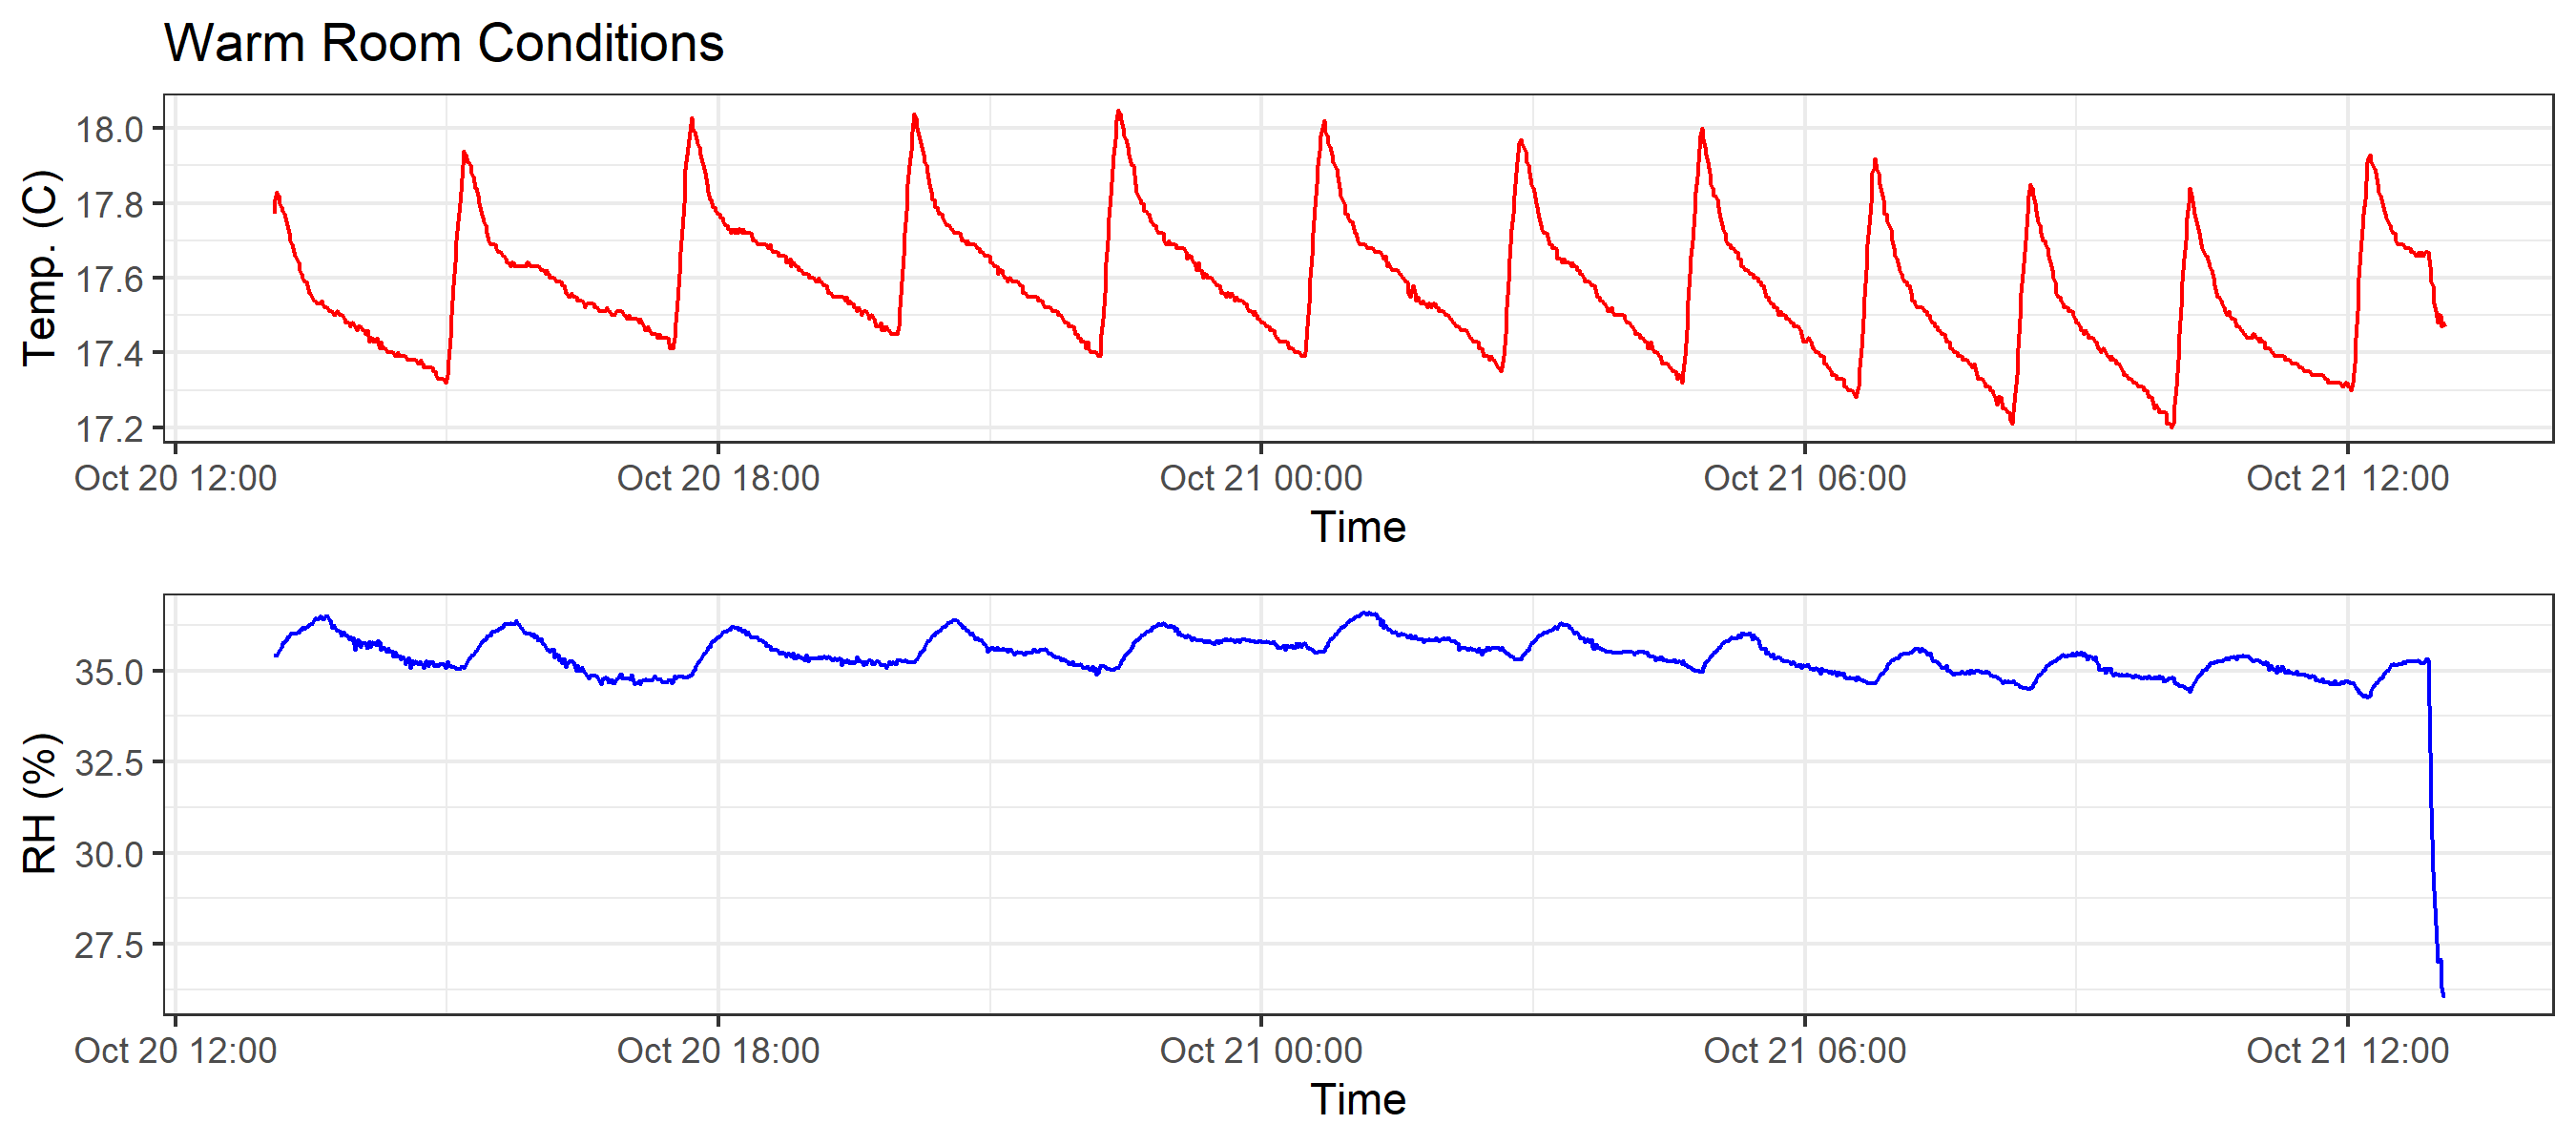 Warm Room Conditions
Temp. (C)
18.0
17.8
17.6
17.4
17.2
Oct 20 12:00 Oct 20 18:00 Oct 21 00:00 Oct 21 06:00 Oct 21 12:00
Time
RH (%)
35.0
32.5
30.0
27.5
Oct 20 12:00 Oct 20 18:00 Oct 21 00:00 Oct 21 06:00 Oct 21 12:00
Time